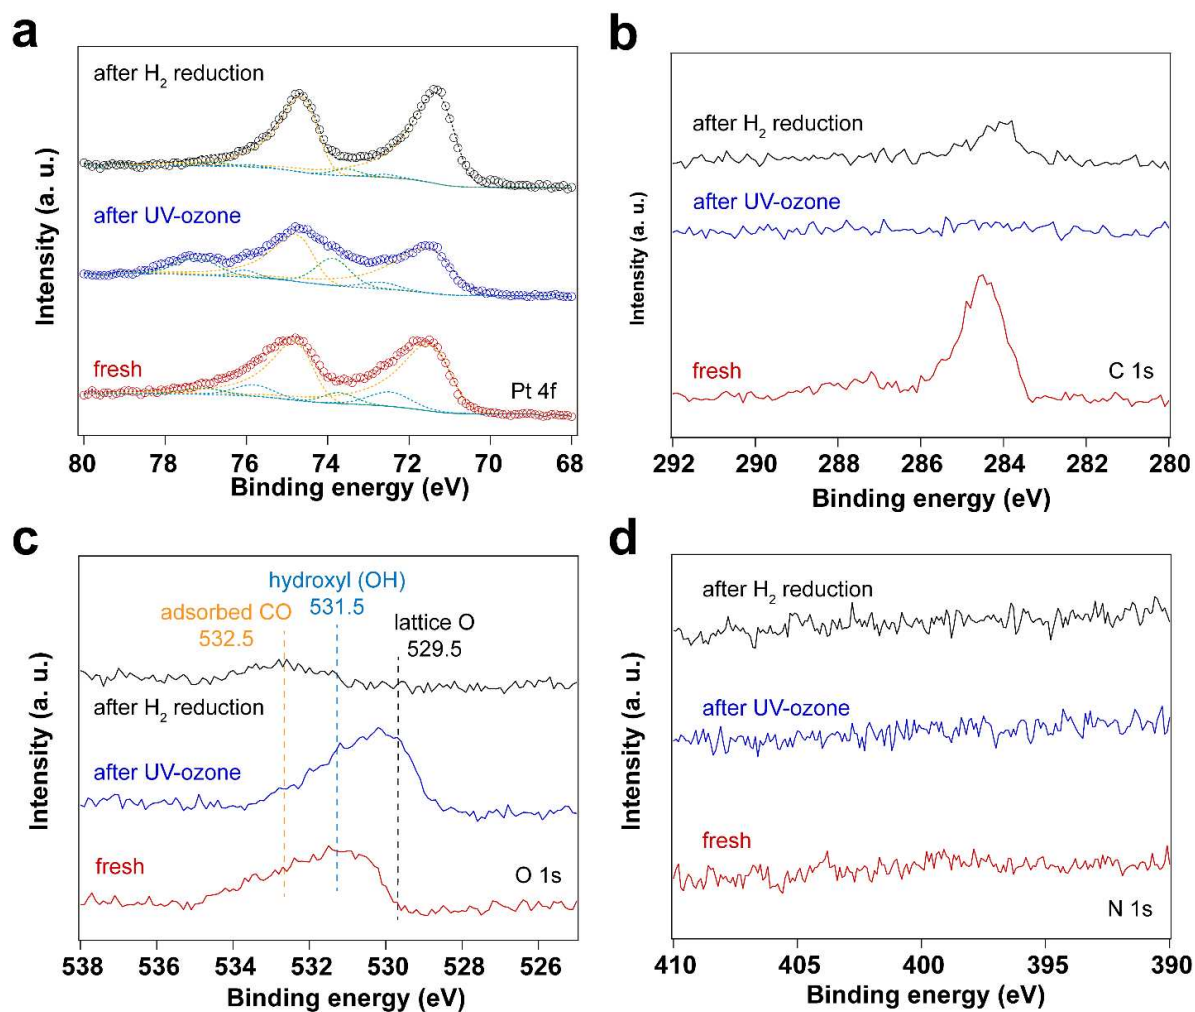 a
after H₂ reduction
after UV-ozone
fresh
Pt 4f
Intensity (a. u.)
80 78 76 74 72 70 68
Binding energy (eV)
b
after H₂ reduction
after UV-ozone
fresh
C 1s
Intensity (a. u.)
292 290 288 286 284 282 280
Binding energy (eV)
c
hydroxyl (OH)
531.5
adsorbed CO
532.5
lattice O
529.5
after H₂ reduction
after UV-ozone
fresh
O 1s
Intensity (a. u.)
538 536 534 532 530 528 526
Binding energy (eV)
d
after H₂ reduction
after UV-ozone
fresh
N 1s
Intensity (a. u.)
410 405 400 395 390
Binding energy (eV)